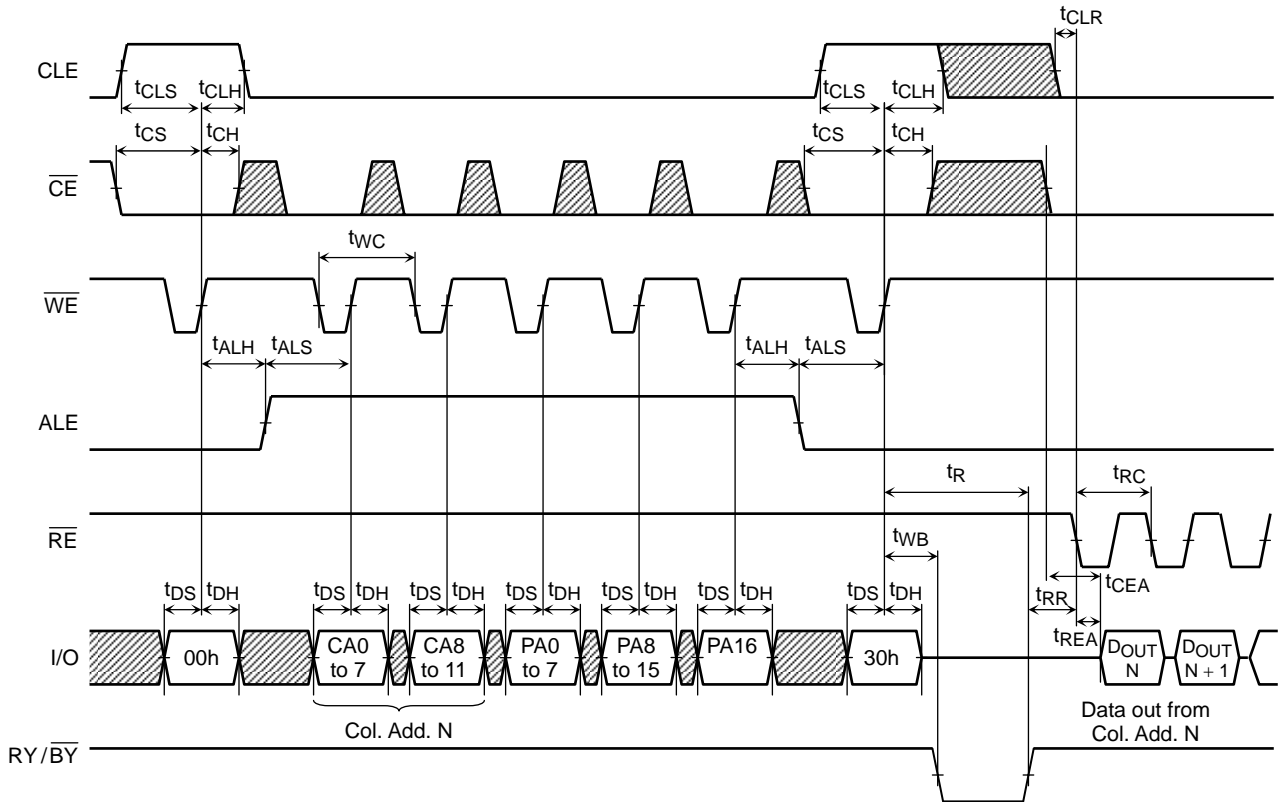 tCLR
CLE
tCLS tCLH tCLS tCLH
tCS tCH tCS tCH
CE
tWC
WE
tALH tALS tALH tALS
ALE
tR tRC
RE
tWB
tCEA
tDS tDH tDS tDH tDS tDH tDS tDH tDS tDH tDS tDH tDS tDH tRR
tREA
I/O 00h CA0 to 7 CA8 to 11 PA0 to 7 PA8 to 15 PA16 30h DOUT N DOUT N + 1
Col. Add. N
Data out from
Col. Add. N
RY/BY